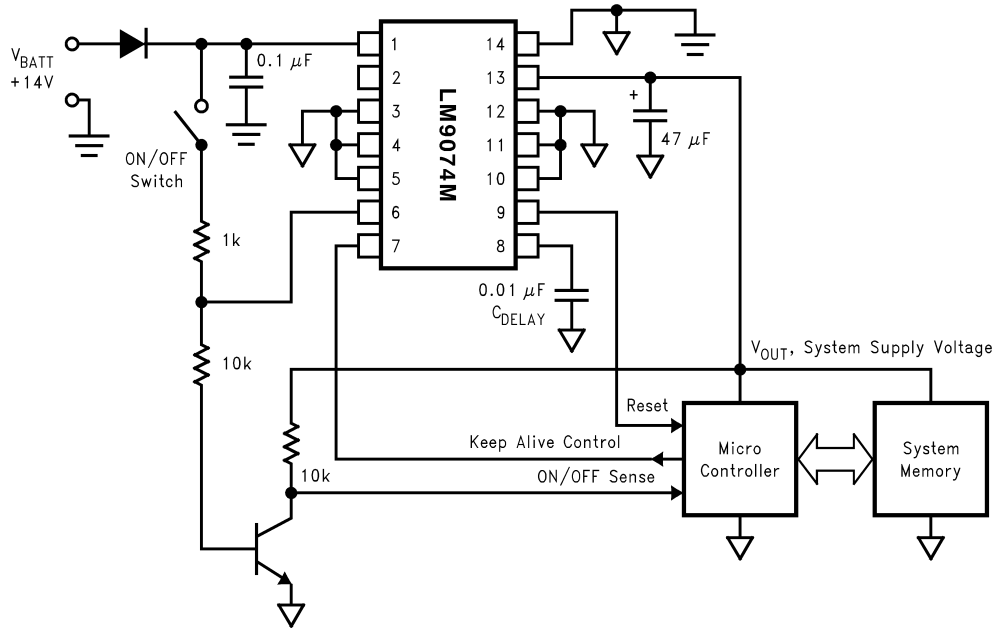 V_BATT
+14V
0.1 μF
ON/OFF
Switch
1k
10k
10k
LM9074M
1
2
3
4
5
6
7
14
13
12
11
10
9
8
+
47 μF
0.01 μF
C_DELAY
V_OUT, System Supply Voltage
Reset
Keep Alive Control
ON/OFF Sense
Micro
Controller
System
Memory